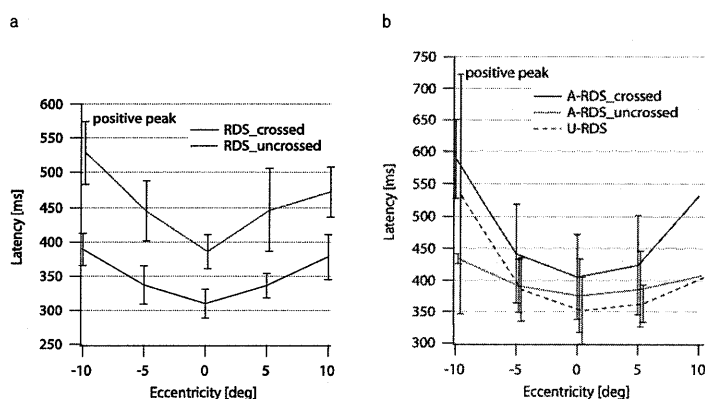 a
600
550
500
450
400
350
300
250
Latency [ms]
positive peak
RDS_crossed
RDS_uncrossed
-10 -5 0 5 10
Eccentricity [deg]
b
750
700
650
600
550
500
450
400
350
300
Latency [ms]
positive peak
A-RDS_crossed
A-RDS_uncrossed
U-RDS
-10 -5 0 5 10
Eccentricity [deg]